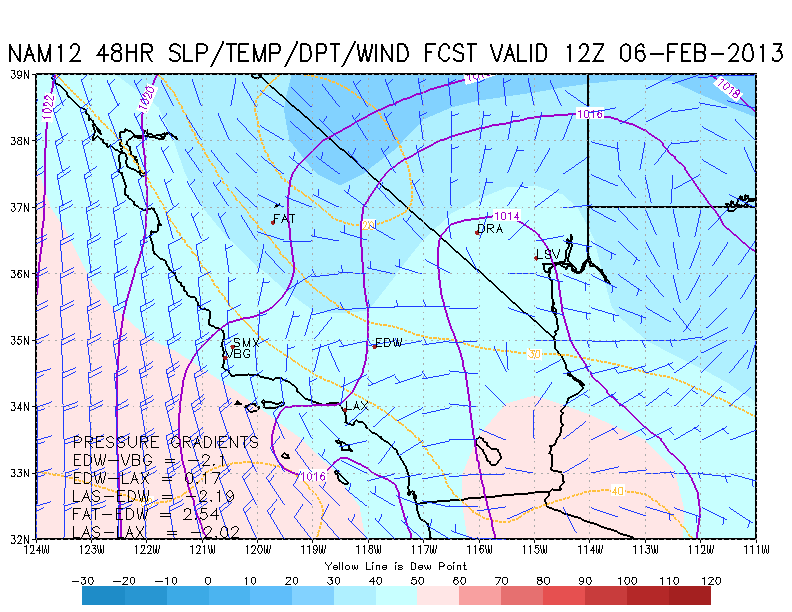 NAM12 48HR SLP/TEMP/DPT/WIND FCST VALID 12Z 06-FEB-2013
39N
1022
1020
1018
1016
38N
37N
FAT
20
1014
DRA
LSV
36N
35N
SMX
VBG
EDW
30
34N
LAX
PRESSURE GRADIENTS
EDW-VBG = -2.1
EDW-LAX = 0.17
LAS-EDW = -2.19
FAT-EDW = 2.54
LAS-LAX = -2.02
33N
1016
40
32N
124W 123W 122W 121W 120W 119W 118W 117W 116W 115W 114W 113W 112W 111W
Yellow Line is Dew Point
-30 -20 -10 0 10 20 30 40 50 60 70 80 90 100 110 120